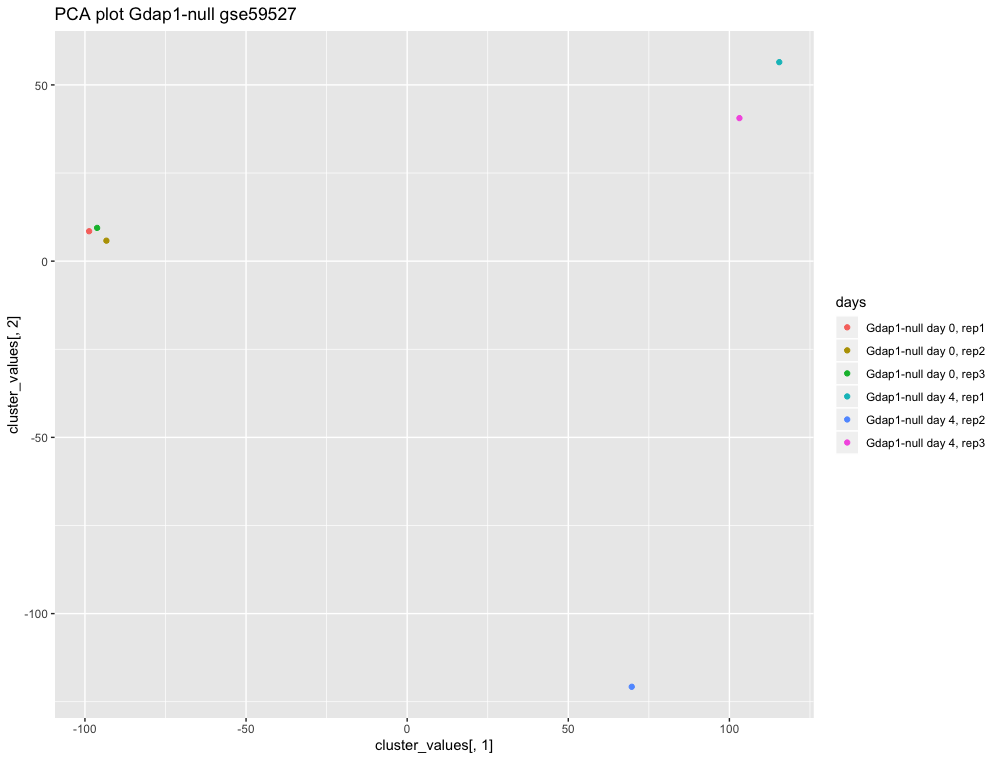 PCA plot Gdap1-null gse59527
50
0
-50
-100
cluster_values[, 2]
-100
-50
0
50
100
cluster_values[, 1]
days
Gdap1-null day 0, rep1
Gdap1-null day 0, rep2
Gdap1-null day 0, rep3
Gdap1-null day 4, rep1
Gdap1-null day 4, rep2
Gdap1-null day 4, rep3